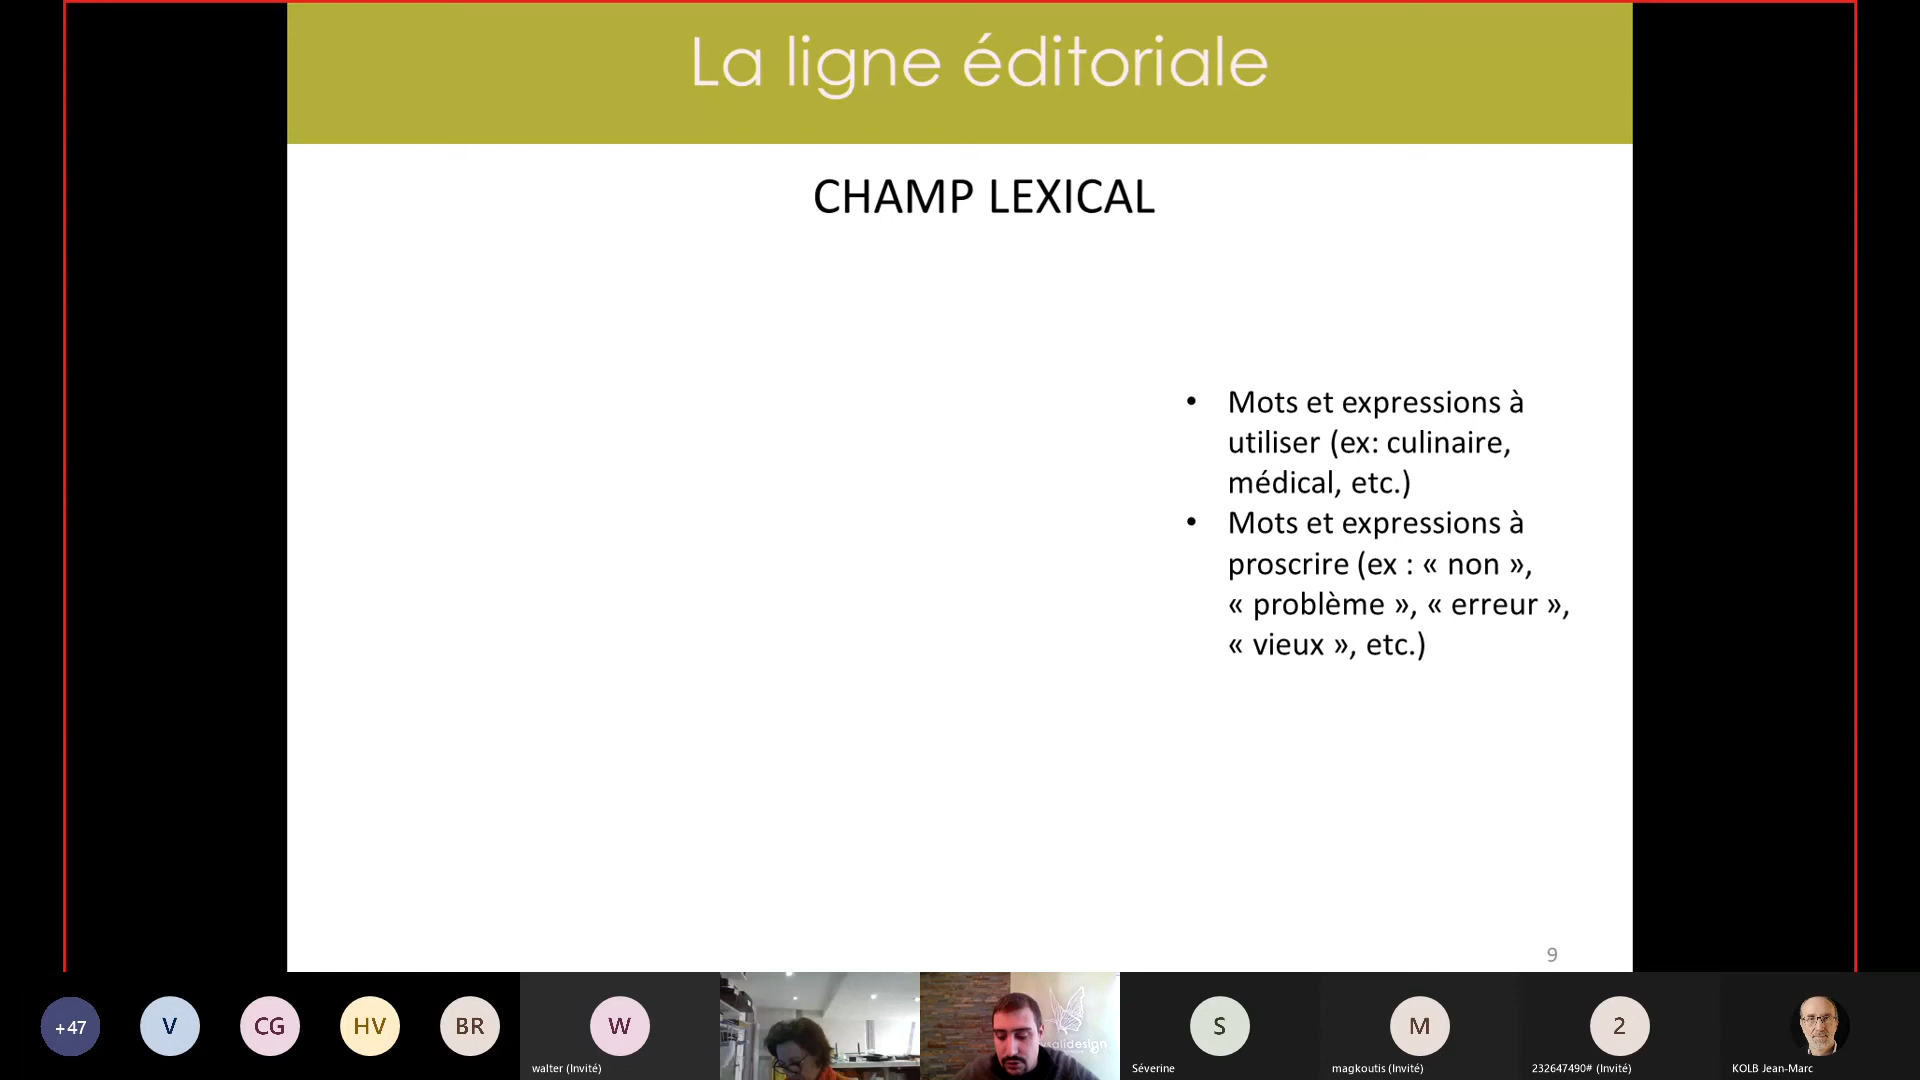 La ligne éditoriale
CHAMP LEXICAL
• Mots et expressions à
utiliser (ex: culinaire,
médical, etc.)
• Mots et expressions à
proscrire (ex : « non »,
« problème », « erreur »,
« vieux », etc.)
9
+47
V
CG
HV
BR
W
S
M
2
walter (Invité)
Séverine
magkoutis (Invité)
232647490# (Invité)
KOLB Jean-Marc